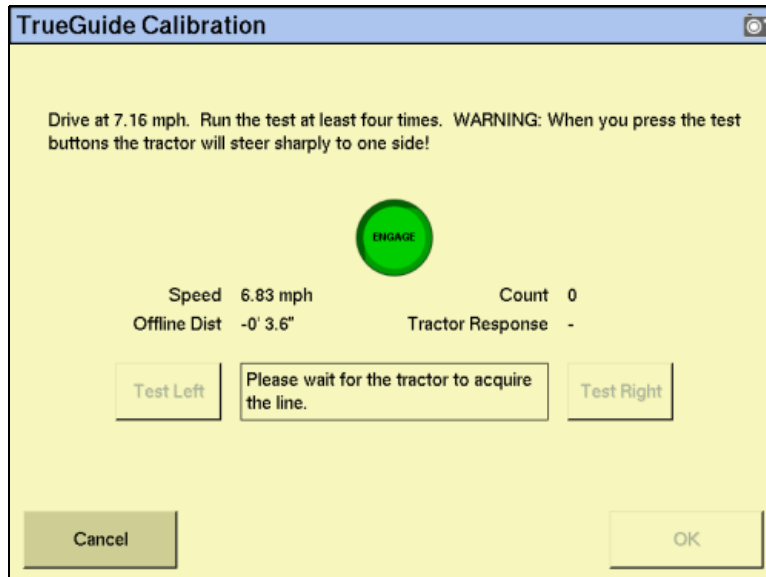 TrueGuide Calibration
Drive at 7.16 mph.  Run the test at least four times.  WARNING: When you press the test
buttons the tractor will steer sharply to one side!
ENGAGE
Speed 6.83 mph Count 0
Offline Dist -0' 3.6" Tractor Response -
Test Left
Please wait for the tractor to acquire
the line.
Test Right
Cancel
OK